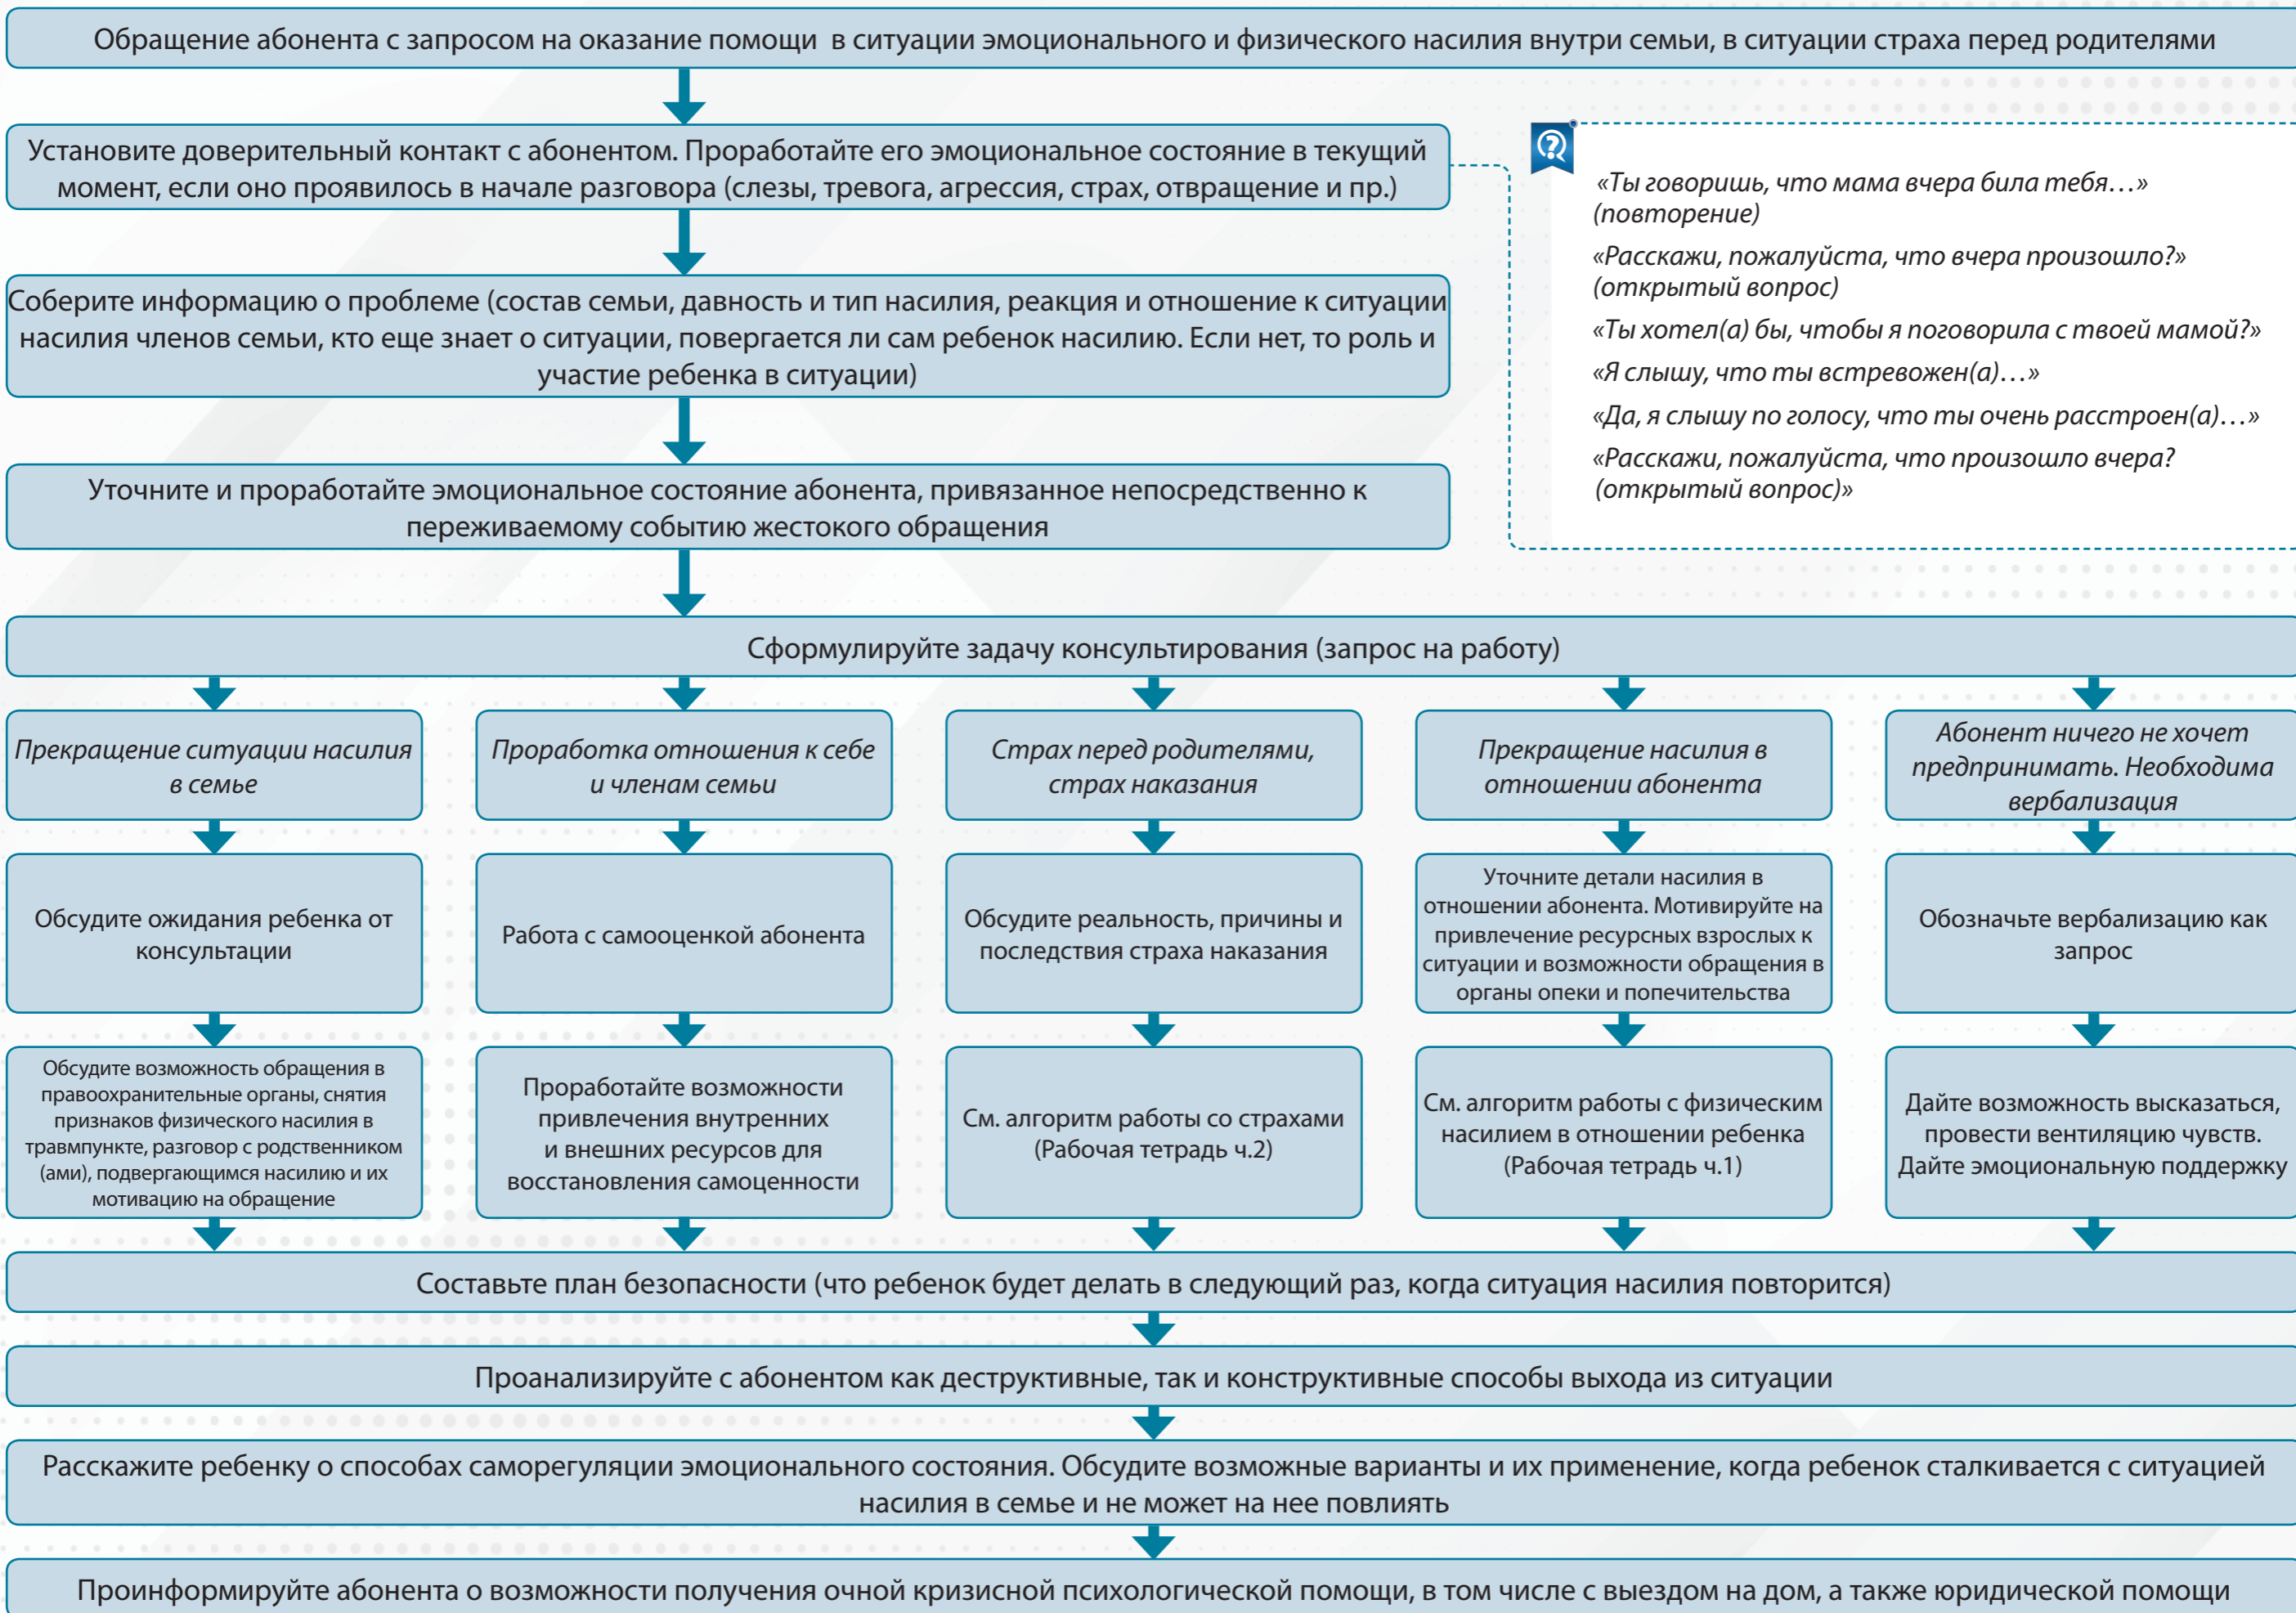 Обращение абонента с запросом на оказание помощи в ситуации эмоционального и физического насилия внутри семьи, в ситуации страха перед родителями
Установите доверительный контакт с абонентом. Проработайте его эмоциональное состояние в текущий
момент, если оно проявилось в начале разговора (слезы, тревога, агрессия, страх, отвращение и пр.)
«Ты говоришь, что мама вчера била тебя…»
(повторение)
«Расскажи, пожалуйста, что вчера произошло?»
(открытый вопрос)
«Ты хотел(а) бы, чтобы я поговорила с твоей мамой?»
«Я слышу, что ты встревожен(а)…»
«Да, я слышу по голосу, что ты очень расстроен(а)…»
«Расскажи, пожалуйста, что произошло вчера?
(открытый вопрос)»
Соберите информацию о проблеме (состав семьи, давность и тип насилия, реакция и отношение к ситуации
насилия членов семьи, кто еще знает о ситуации, повергается ли сам ребенок насилию. Если нет, то роль и
участие ребенка в ситуации)
Уточните и проработайте эмоциональное состояние абонента, привязанное непосредственно к
переживаемому событию жестокого обращения
Сформулируйте задачу консультирования (запрос на работу)
Прекращение ситуации насилия
в семье
Проработка отношения к себе
и членам семьи
Страх перед родителями,
страх наказания
Прекращение насилия в
отношении абонента
Абонент ничего не хочет
предпринимать. Необходима
вербализация
Обсудите ожидания ребенка от
консультации
Работа с самооценкой абонента
Обсудите реальность, причины и
последствия страха наказания
Уточните детали насилия в
отношении абонента. Мотивируйте на
привлечение ресурсных взрослых к
ситуации и возможности обращения в
органы опеки и попечительства
Обозначьте вербализацию как
запрос
Обсудите возможность обращения в
правоохранительные органы, снятия
признаков физического насилия в
травмпункте, разговор с родственником
(ами), подвергающимся насилию и их
мотивацию на обращение
Проработайте возможности
привлечения внутренних
и внешних ресурсов для
восстановления самоценности
См. алгоритм работы со страхами
(Рабочая тетрадь ч.2)
См. алгоритм работы с физическим
насилием в отношении ребенка
(Рабочая тетрадь ч.1)
Дайте возможность высказаться,
провести вентиляцию чувств.
Дайте эмоциональную поддержку
Составьте план безопасности (что ребенок будет делать в следующий раз, когда ситуация насилия повторится)
Проанализируйте с абонентом как деструктивные, так и конструктивные способы выхода из ситуации
Расскажите ребенку о способах саморегуляции эмоционального состояния. Обсудите возможные варианты и их применение, когда ребенок сталкивается с ситуацией
насилия в семье и не может на нее повлиять
Проинформируйте абонента о возможности получения очной кризисной психологической помощи, в том числе с выездом на дом, а также юридической помощи